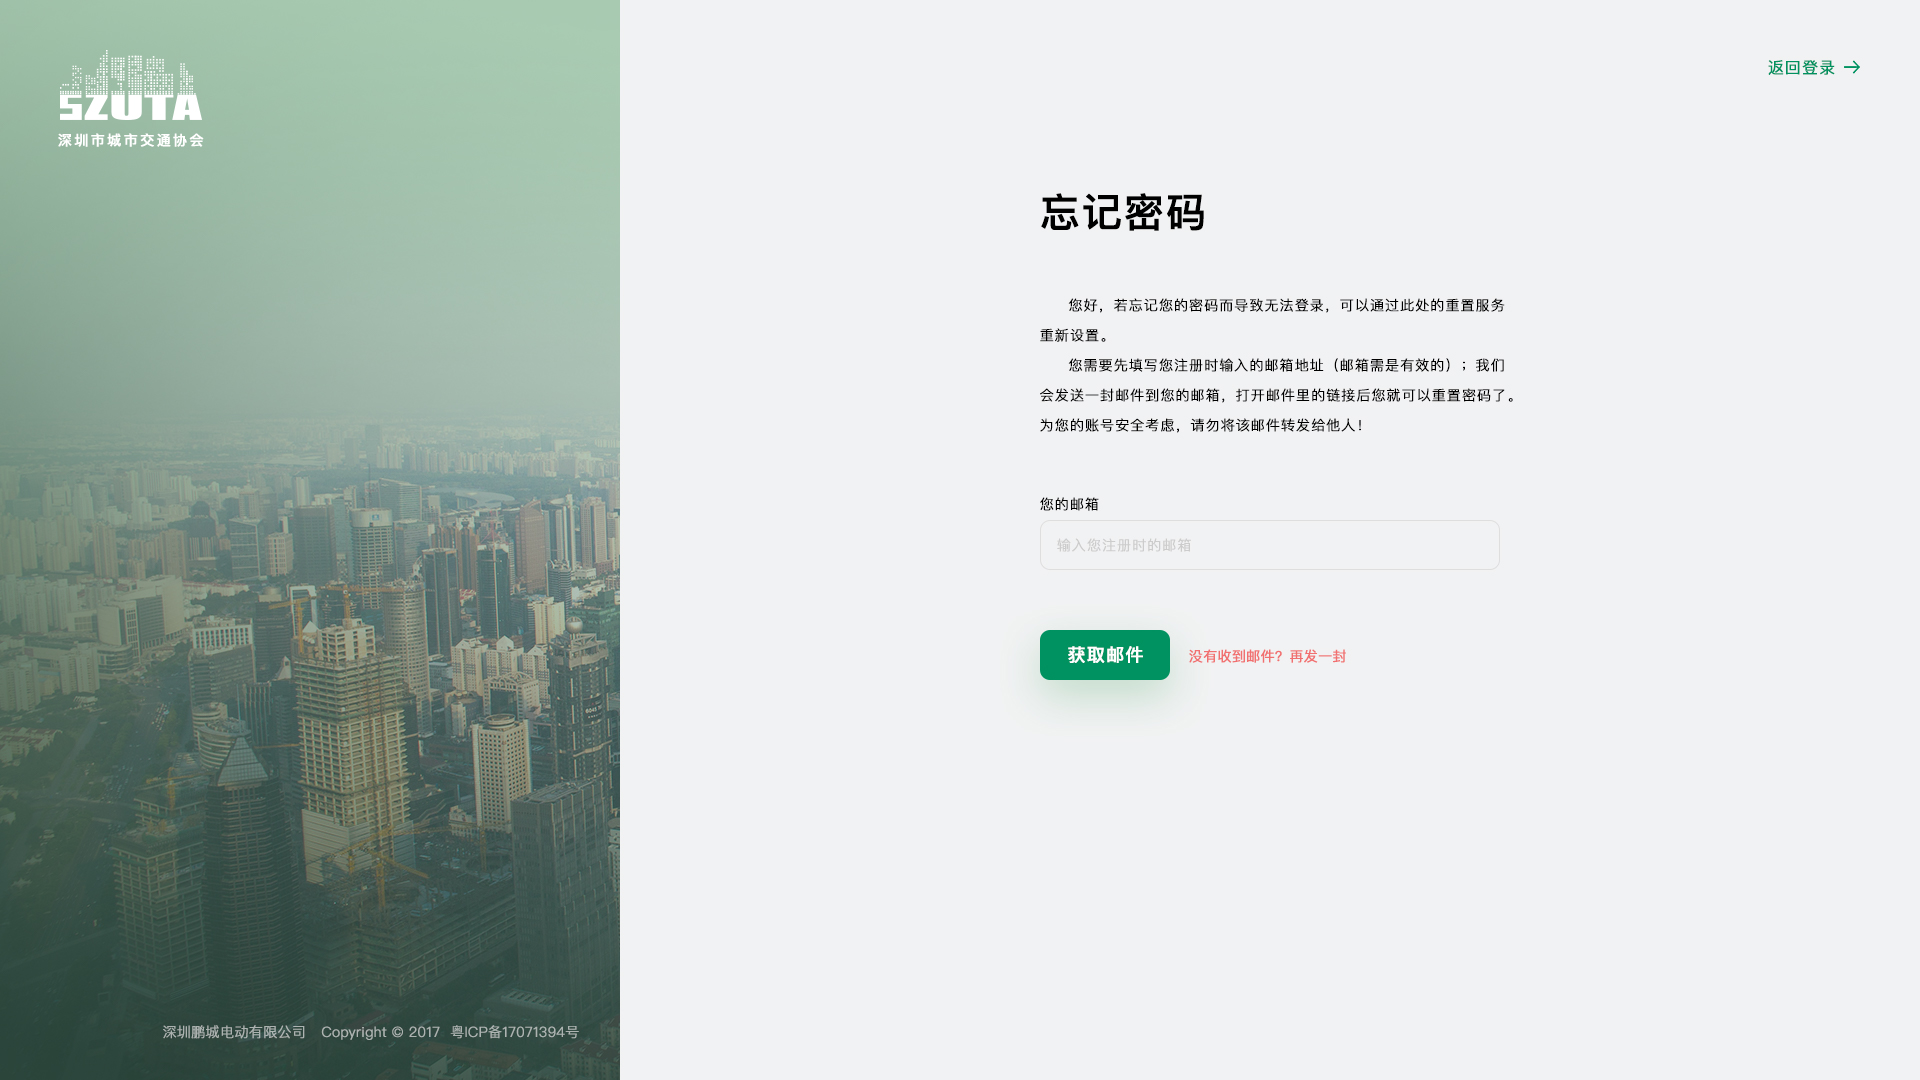 SZUTA
深圳市城市交通协会
返回登录
忘记密码
您好，若忘记您的密码而导致无法登录，可以通过此处的重置服务
重新设置。
您需要先填写您注册时输入的邮箱地址（邮箱需是有效的）；我们
会发送一封邮件到您的邮箱，打开邮件里的链接后您就可以重置密码了。
为您的账号安全考虑，请勿将该邮件转发给他人！
您的邮箱
输入您注册时的邮箱
获取邮件
没有收到邮件？再发一封
深圳鹏城电动有限公司 Copyright © 2017 粤ICP备17071394号